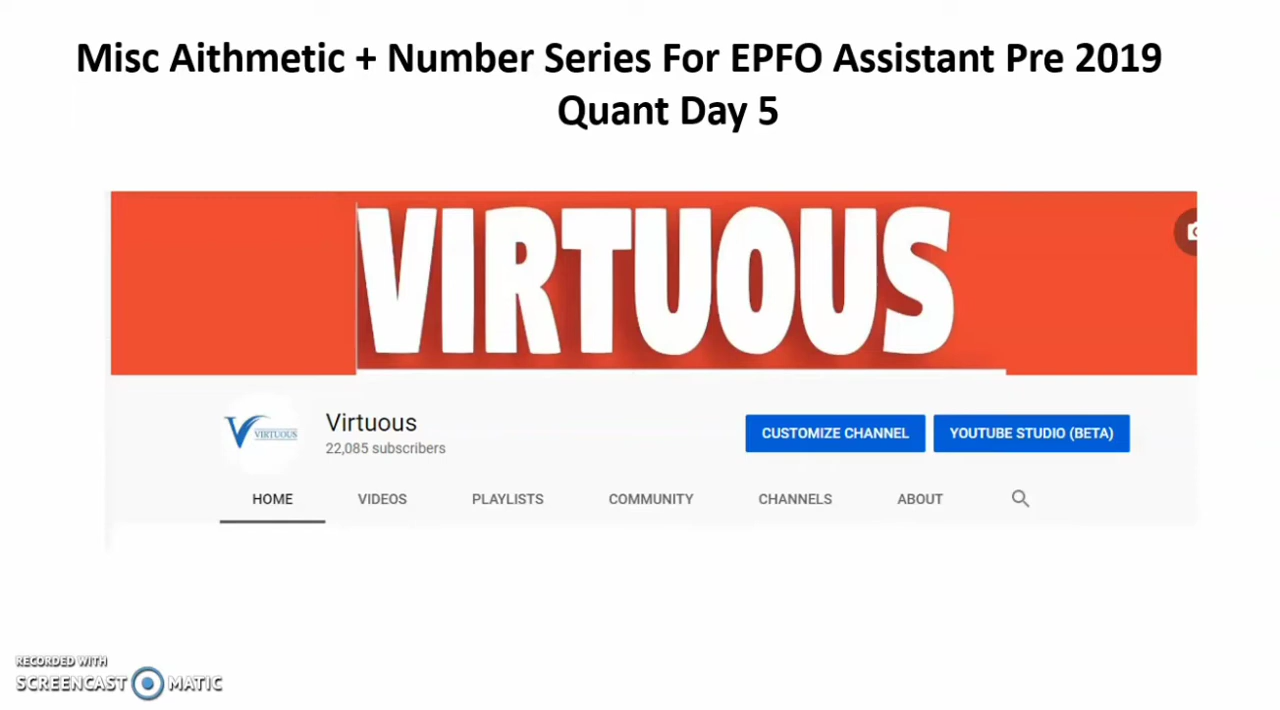 Misc Aithmetic + Number Series For EPFO Assistant Pre 2019
Quant Day 5
VIRTUOUS
VIRTUOUS
Virtuous
22,085 subscribers
CUSTOMIZE CHANNEL YOUTUBE STUDIO (BETA)
HOME VIDEOS PLAYLISTS COMMUNITY CHANNELS ABOUT
RECORDED WITH
SCREENCAST MATIC